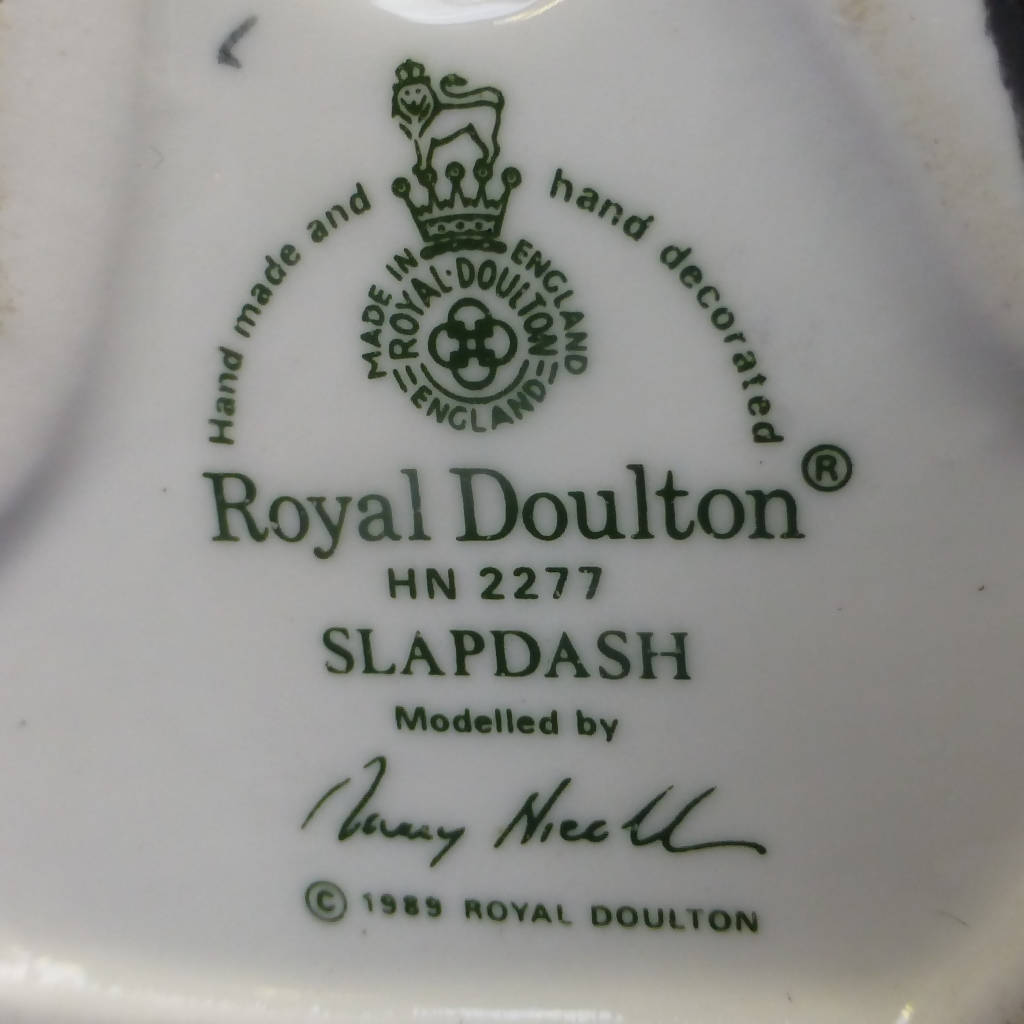 Hand made and hand decorated
MADE IN ENGLAND
ROYAL·DOULTON
ENGLAND
Royal Doulton®
HN 2277
SLAPDASH
Modelled by
© 1989 ROYAL DOULTON